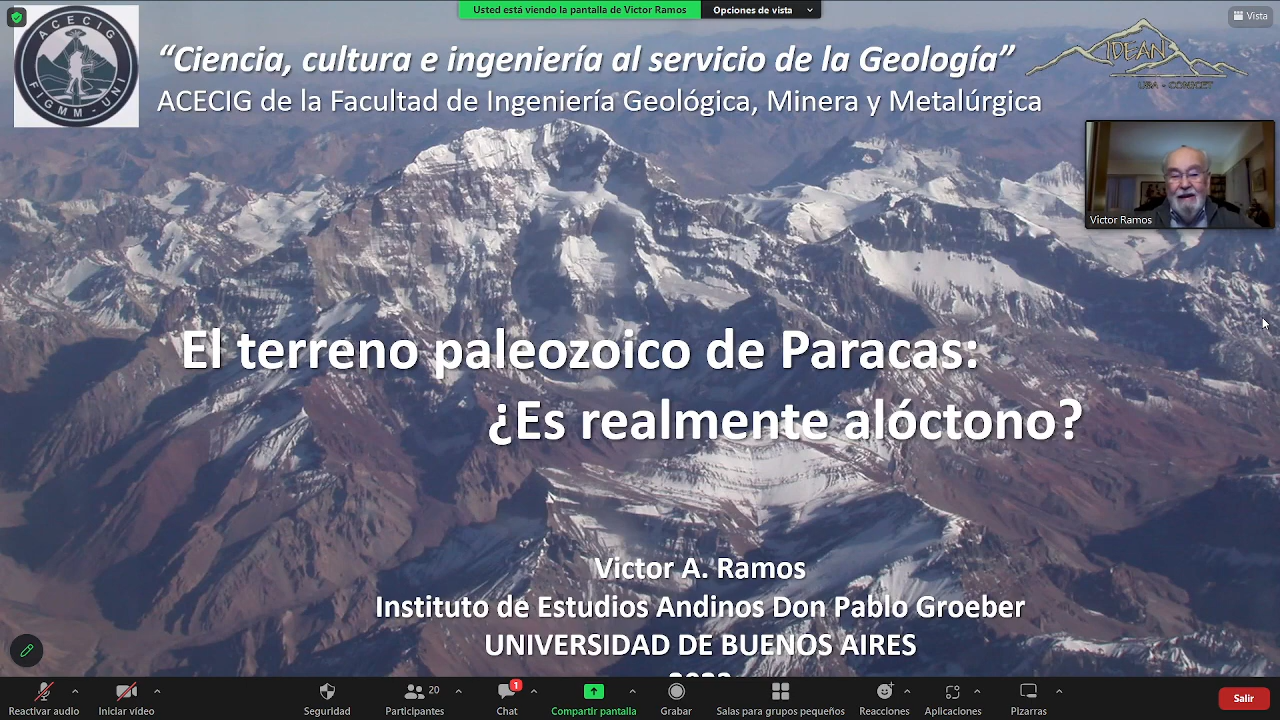 Usted está viendo la pantalla de Victor Ramos
Opciones de vista
Vista
ACECIG
FIGMM - UNI
“Ciencia, cultura e ingeniería al servicio de la Geología”
ACECIG de la Facultad de Ingeniería Geológica, Minera y Metalúrgica
IDEAN
UBA - CONICET
Victor Ramos
El terreno paleozoico de Paracas:
¿Es realmente alóctono?
Victor A. Ramos
Instituto de Estudios Andinos Don Pablo Groeber
UNIVERSIDAD DE BUENOS AIRES
Reactivar audio
Iniciar video
Seguridad
20
Participantes
1
Chat
Compartir pantalla
Grabar
Salas para grupos pequeños
Reacciones
Aplicaciones
Pizarras
Salir